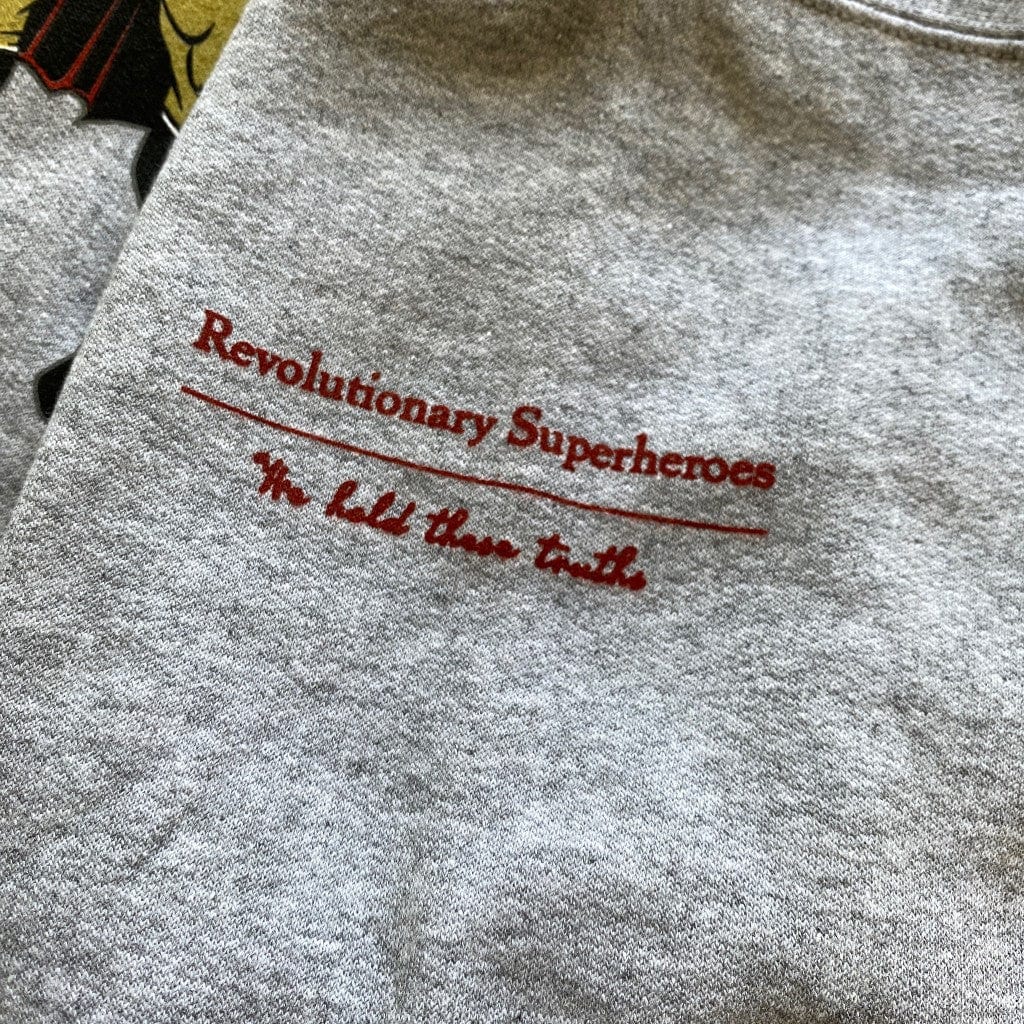 Revolutionary Superheroes
"We hold these truths